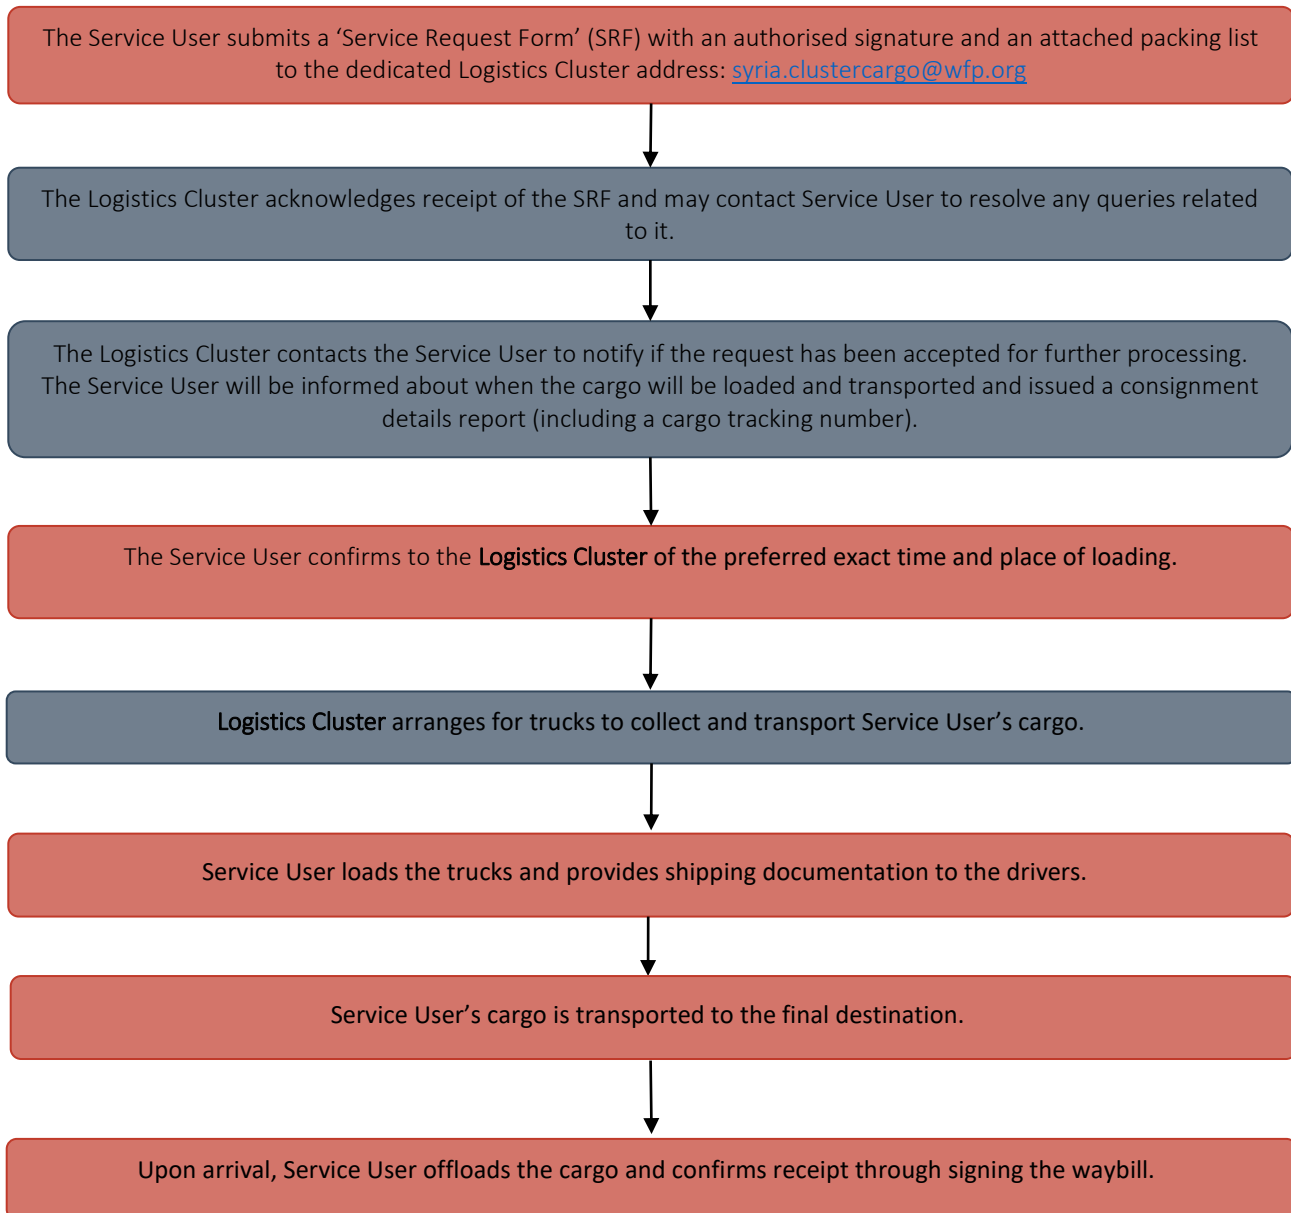 The Service User submits a ‘Service Request Form’ (SRF) with an authorised signature and an attached packing list
to the dedicated Logistics Cluster address: syria.clustercargo@wfp.org
The Logistics Cluster acknowledges receipt of the SRF and may contact Service User to resolve any queries related
to it.
The Logistics Cluster contacts the Service User to notify if the request has been accepted for further processing.
The Service User will be informed about when the cargo will be loaded and transported and issued a consignment
details report (including a cargo tracking number).
The Service User confirms to the Logistics Cluster of the preferred exact time and place of loading.
Logistics Cluster arranges for trucks to collect and transport Service User’s cargo.
Service User loads the trucks and provides shipping documentation to the drivers.
Service User’s cargo is transported to the final destination.
Upon arrival, Service User offloads the cargo and confirms receipt through signing the waybill.